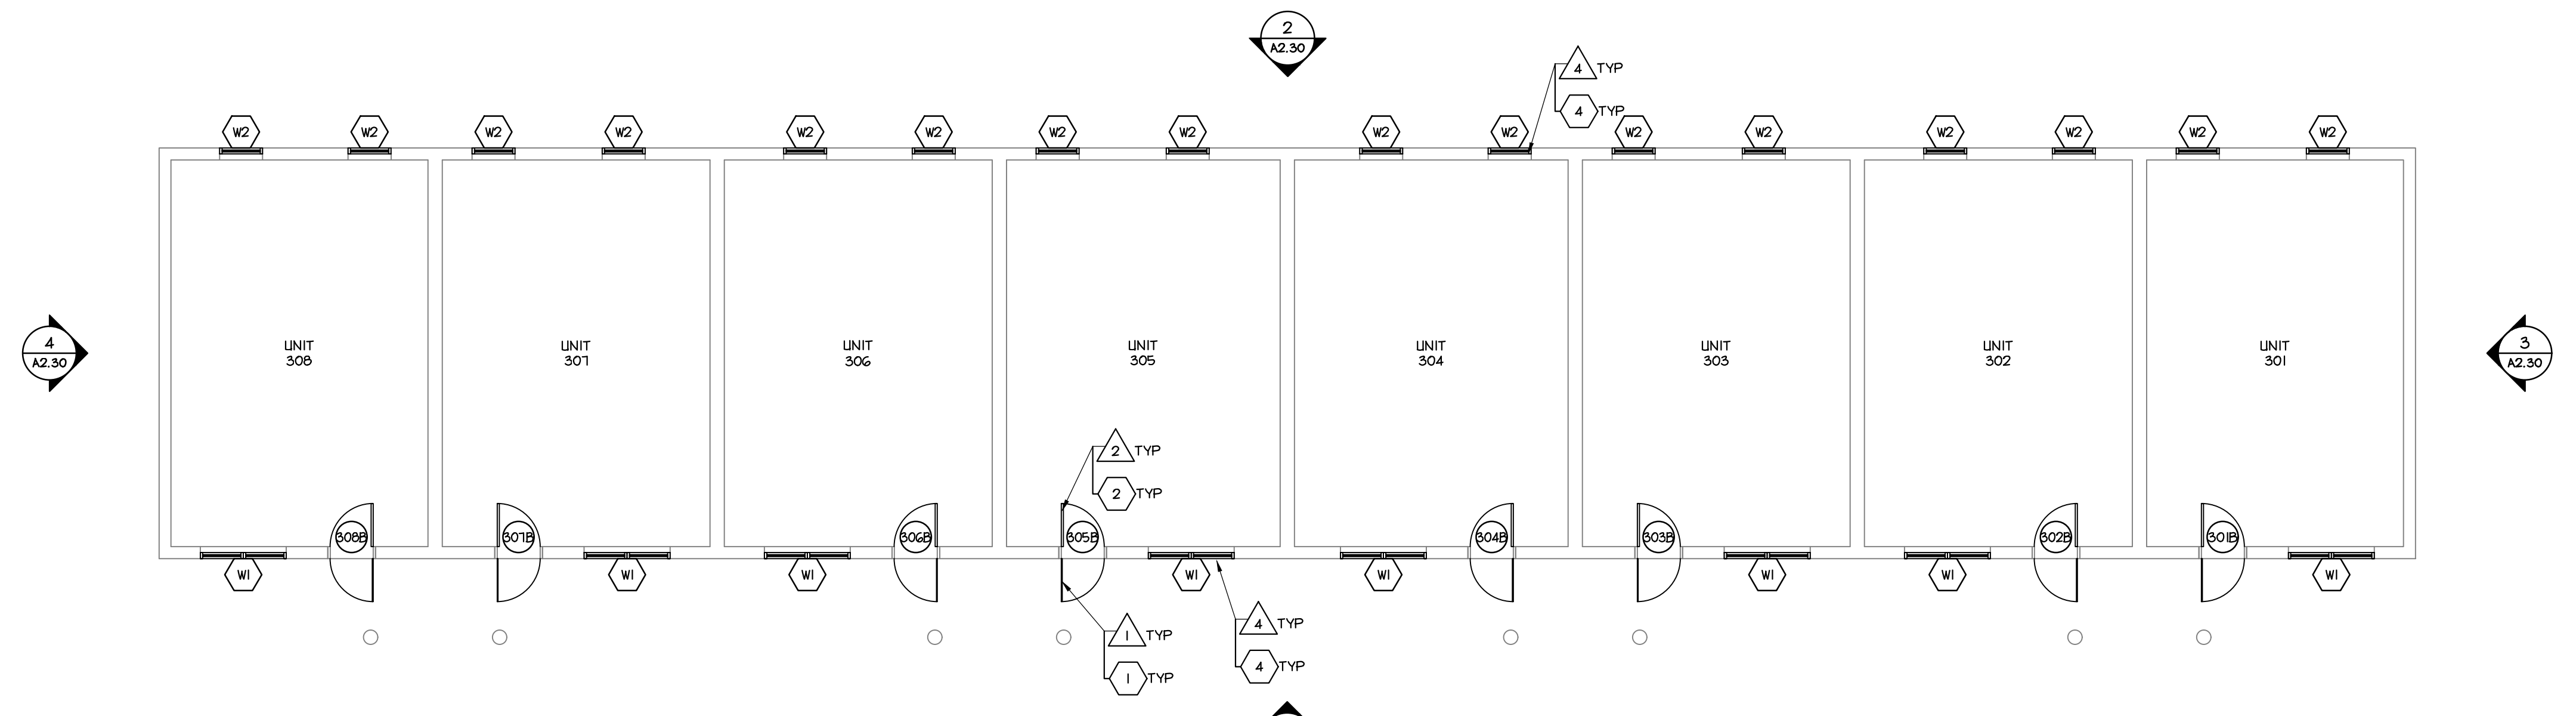 2
A2.30
4 TYP
4 TYP
W2 W2 W2 W2 W2 W2 W2 W2 W2 W2 W2 W2 W2 W2 W2 W2
UNIT
308
UNIT
307
UNIT
306
UNIT
305
UNIT
304
UNIT
303
UNIT
302
UNIT
301
4
A2.30
3
A2.30
2 TYP
2 TYP
308B 307B 306B 305B 304B 303B 302B 301B
W1 W1 W1 W1 W1 W1 W1 W1
1 TYP
1 TYP
4 TYP
4 TYP